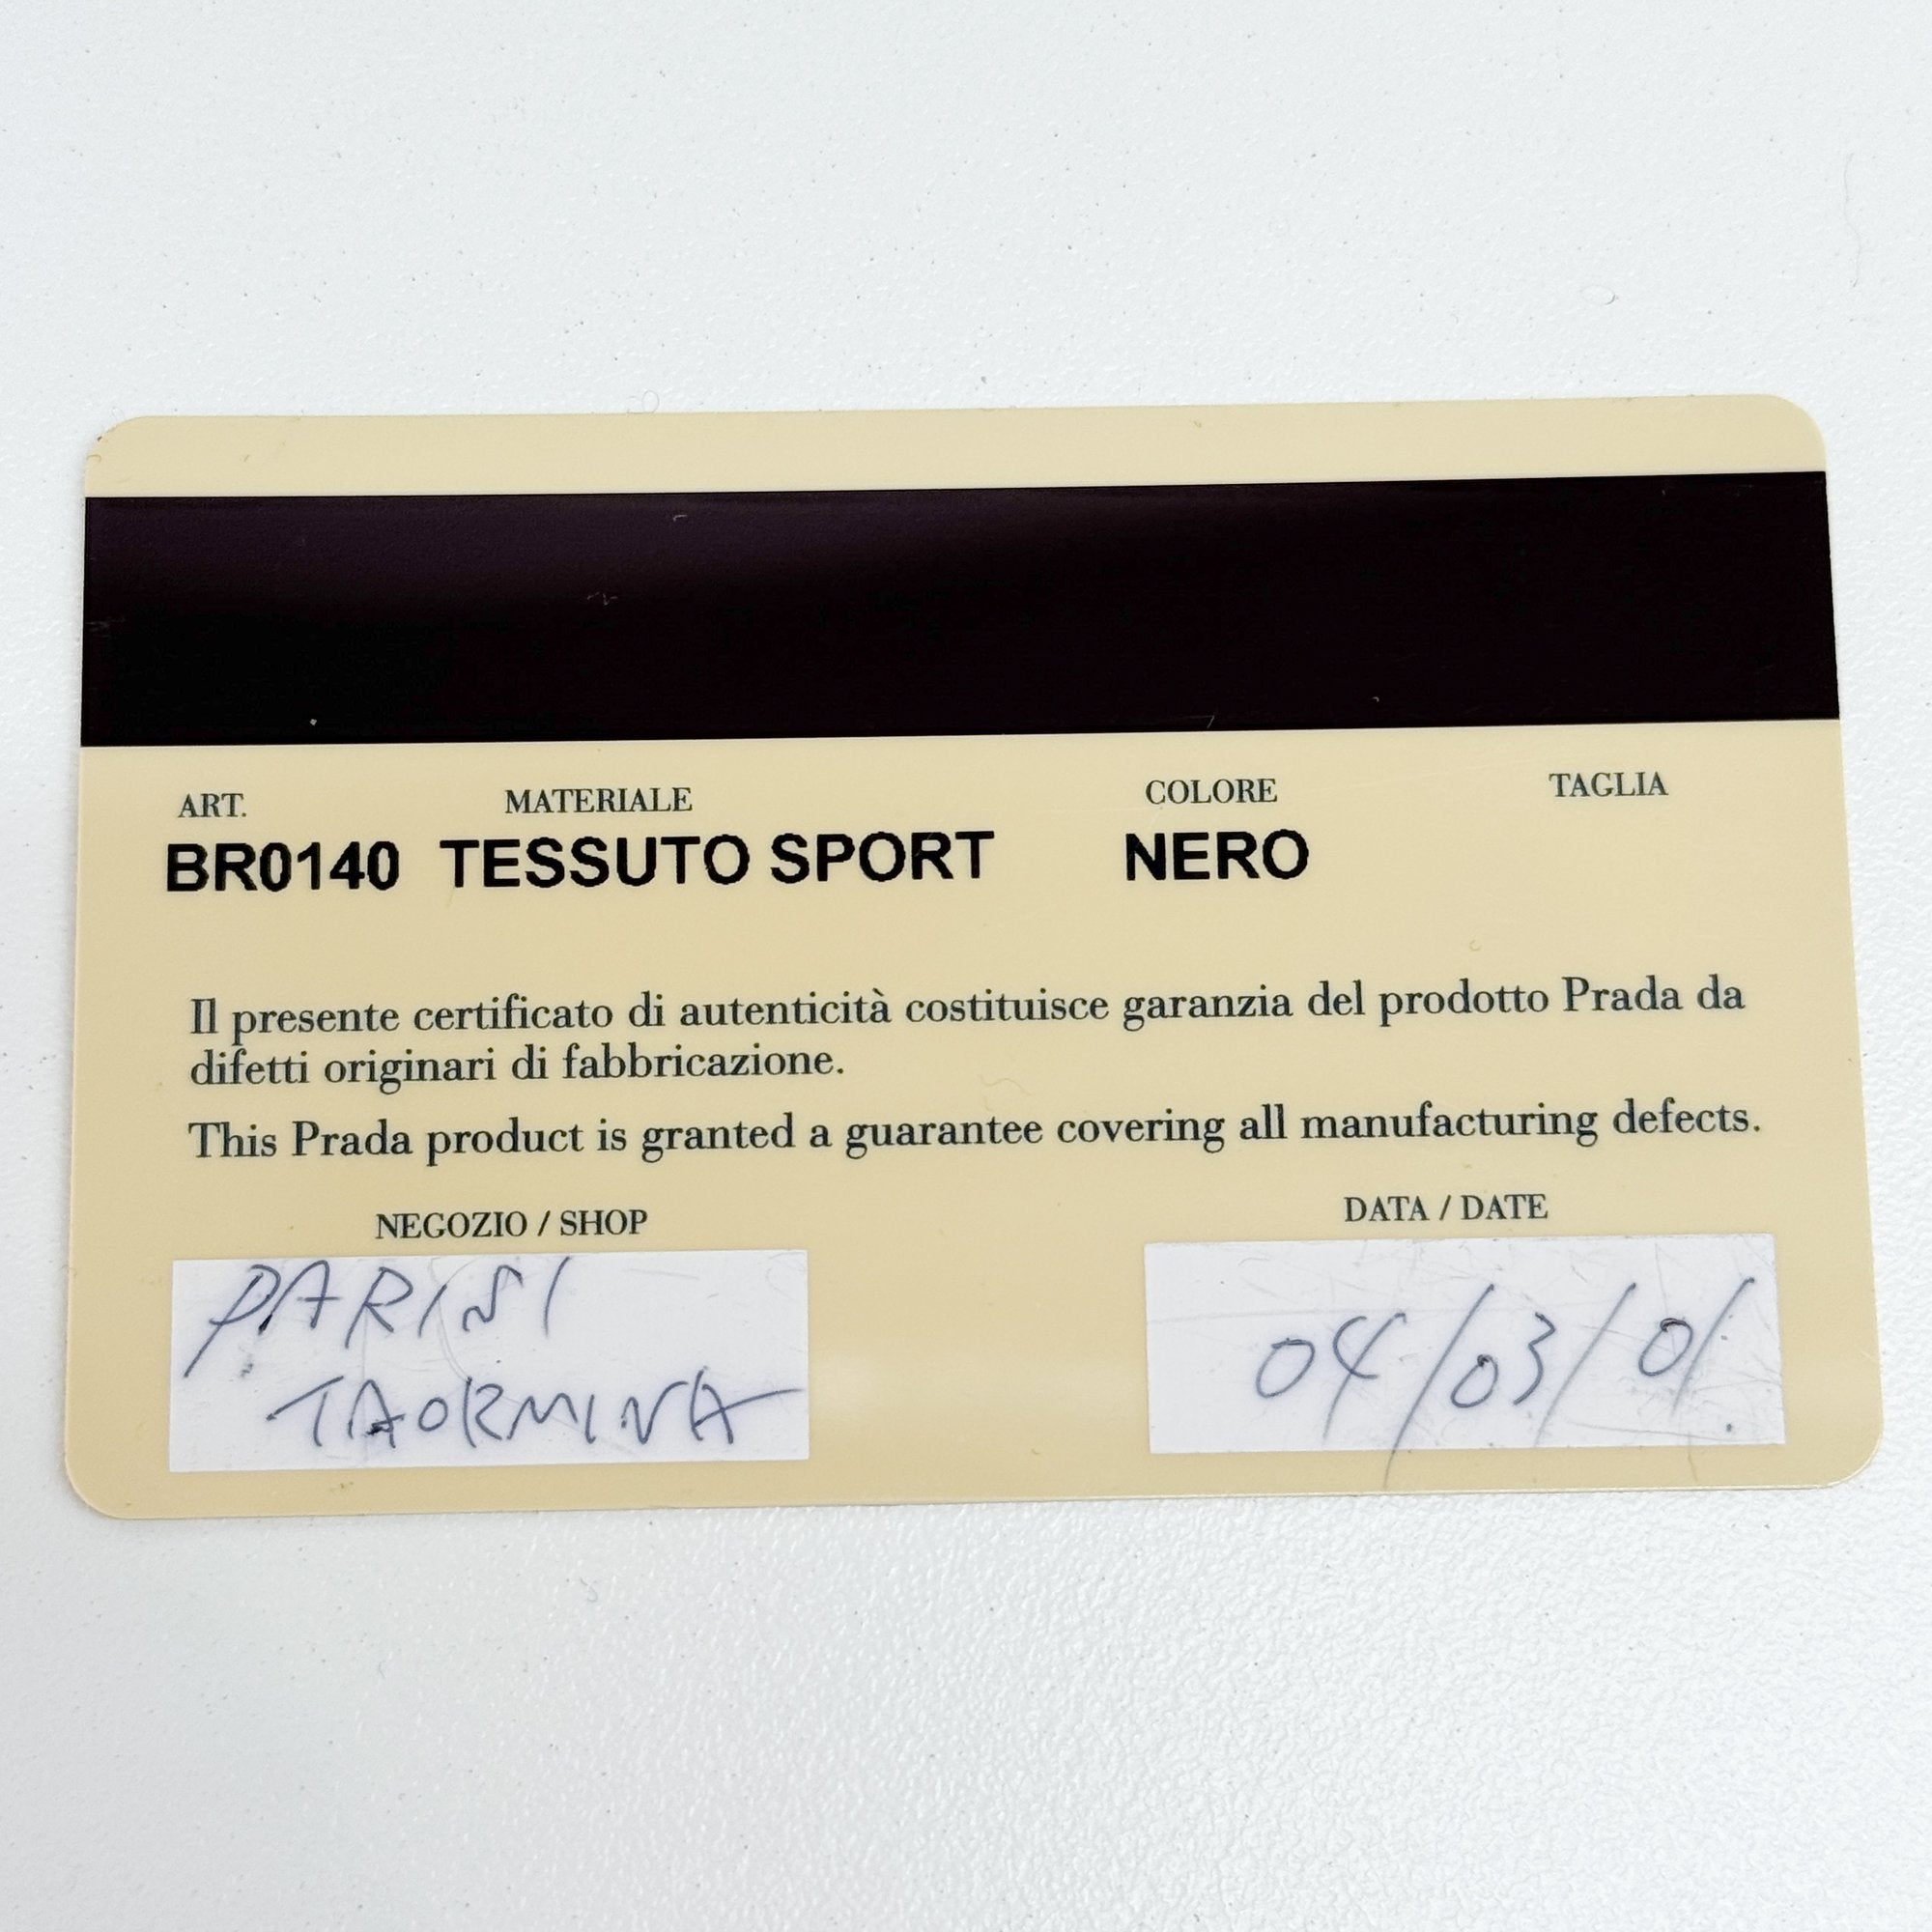 ART. MATERIALE COLORE TAGLIA
BR0140 TESSUTO SPORT NERO
Il presente certificato di autenticità costituisce garanzia del prodotto Prada da
difetti originari di fabbricazione.
This Prada product is granted a guarantee covering all manufacturing defects.
NEGOZIO / SHOP DATA / DATE
PARISI
TAORMINA
04/03/01